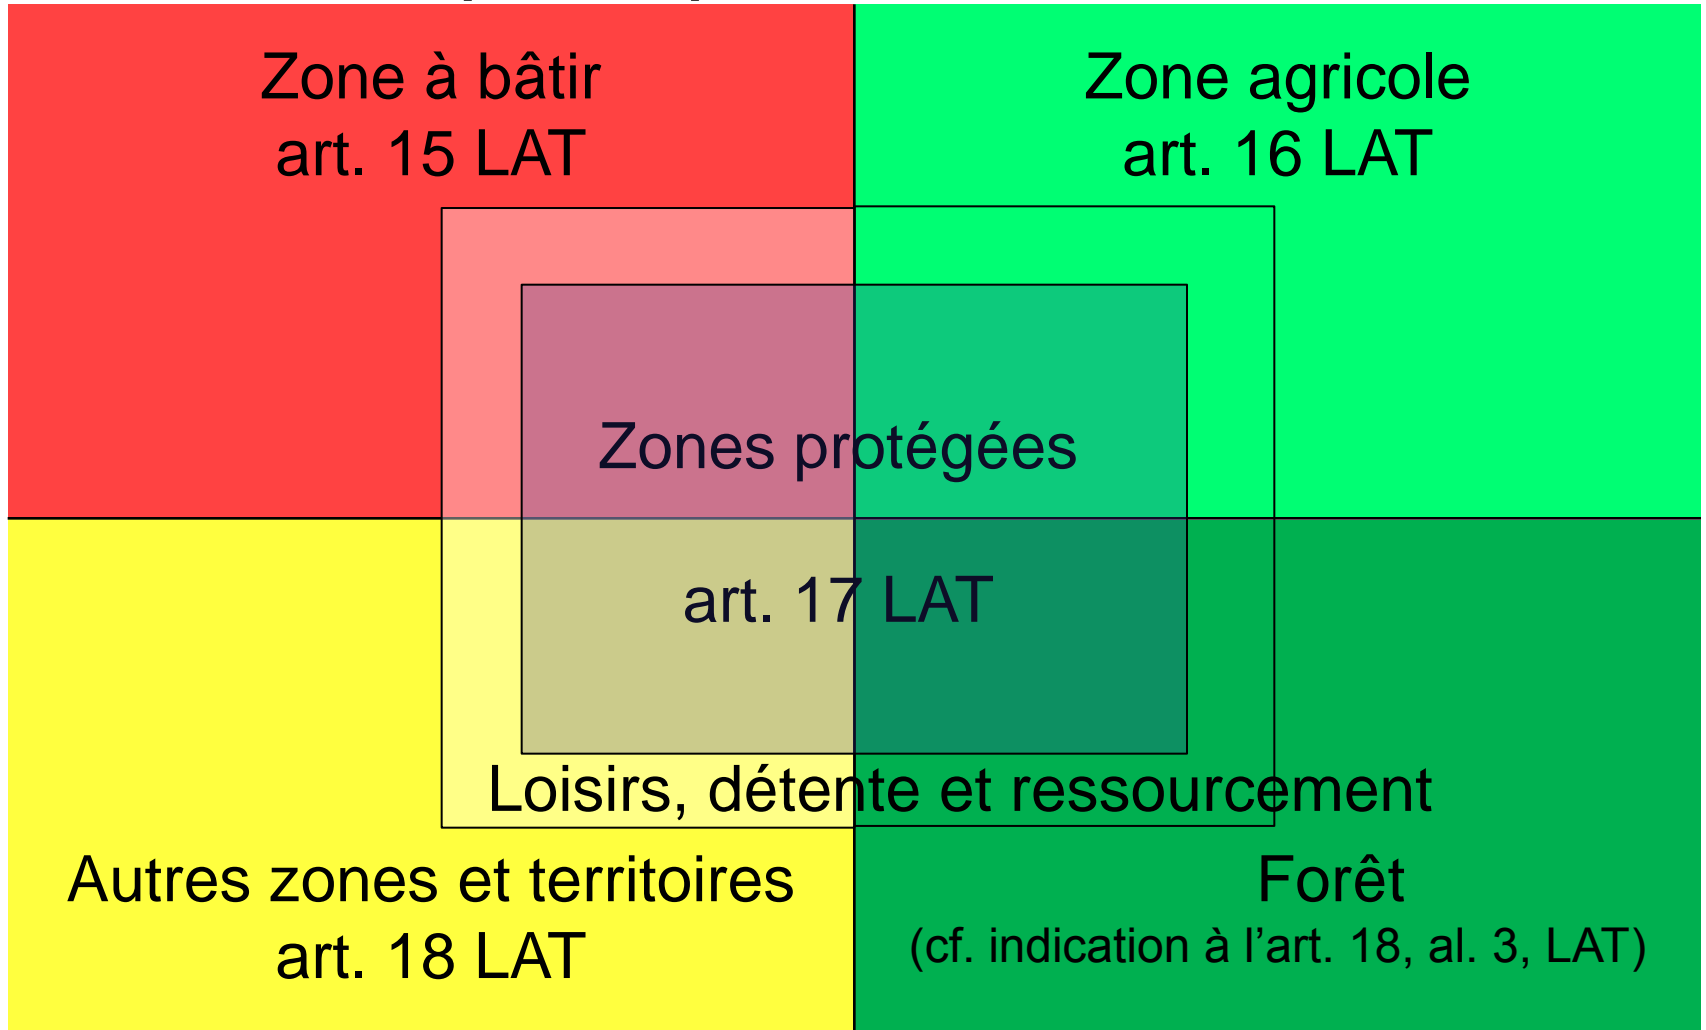 Zone à bâtir
art. 15 LAT
Zone agricole
art. 16 LAT
Zones protégées
art. 17 LAT
Loisirs, détente et ressourcement
Autres zones et territoires
art. 18 LAT
Forêt
(cf. indication à l’art. 18, al. 3, LAT)